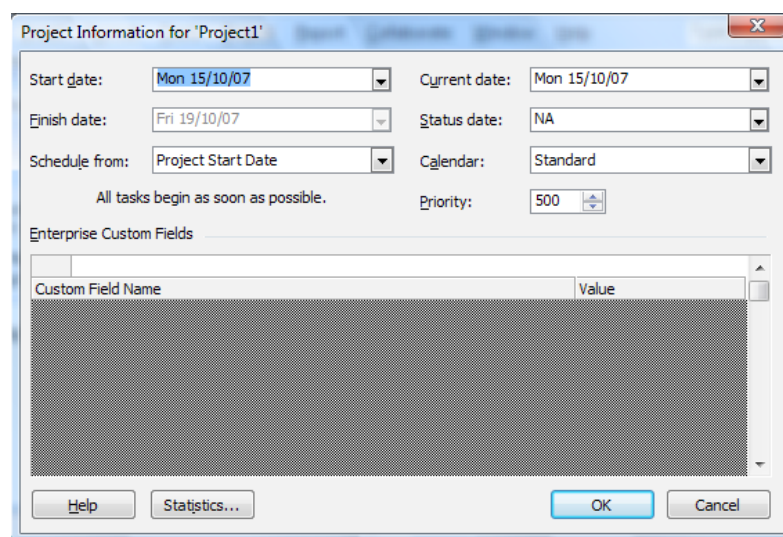 Project Information for 'Project1'
Start date: Mon 15/10/07 Current date: Mon 15/10/07
Finish date: Fri 19/10/07 Status date: NA
Schedule from: Project Start Date Calendar: Standard
All tasks begin as soon as possible. Priority: 500
Enterprise Custom Fields
Custom Field Name Value
Help Statistics... OK Cancel